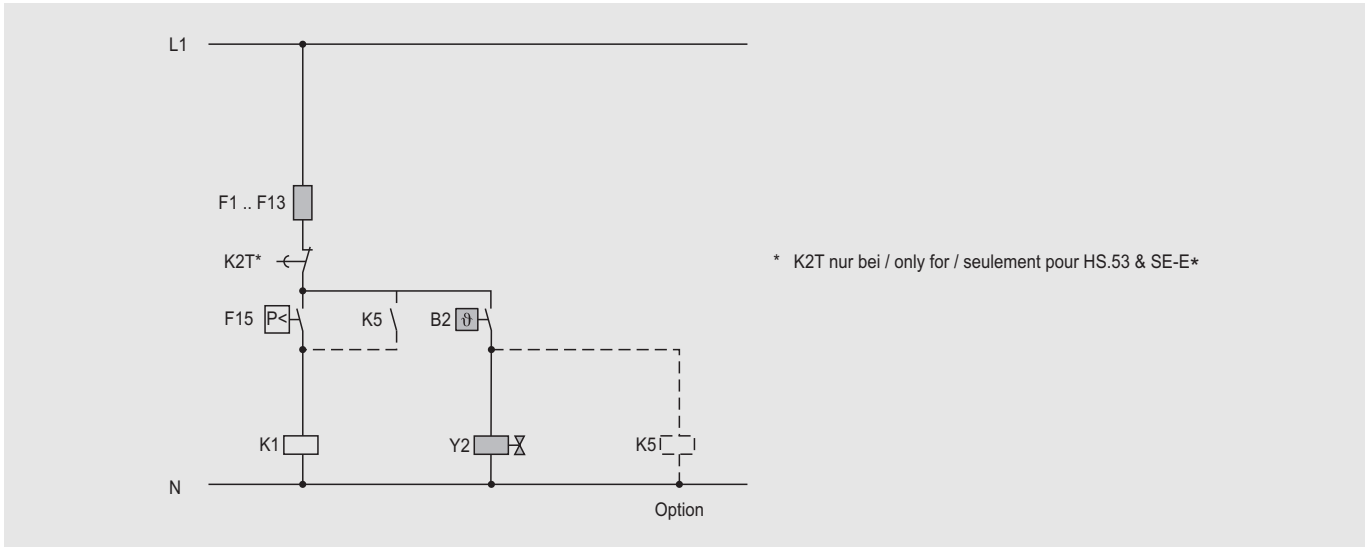 L1
F1 .. F13
K2T*
* K2T nur bei / only for / seulement pour HS.53 & SE-E*
F15 P< K5 B2 ϑ
K1 Y2 K5
N
Option